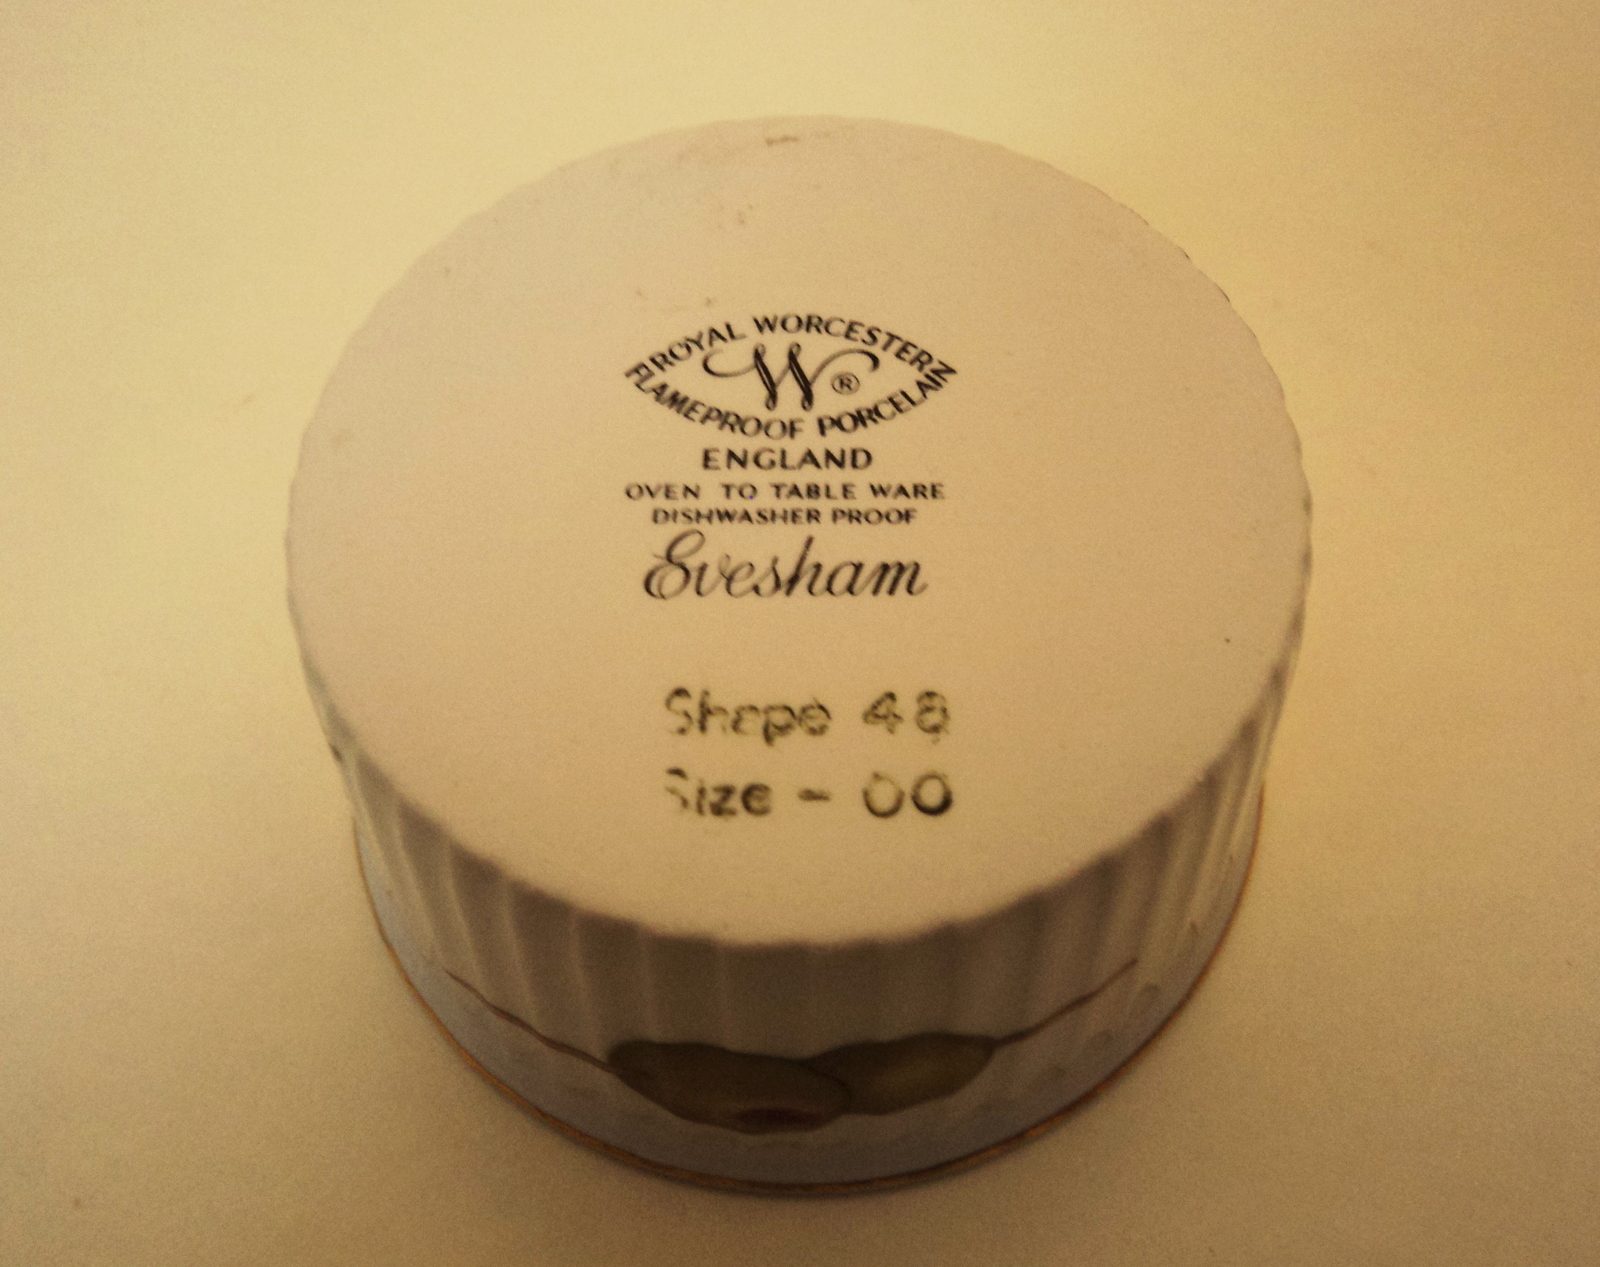 ROYAL WORCESTER
W ®
FLAMEPROOF PORCELAIN
ENGLAND
OVEN TO TABLE WARE
DISHWASHER PROOF
Evesham
Shape 48
Size - 00